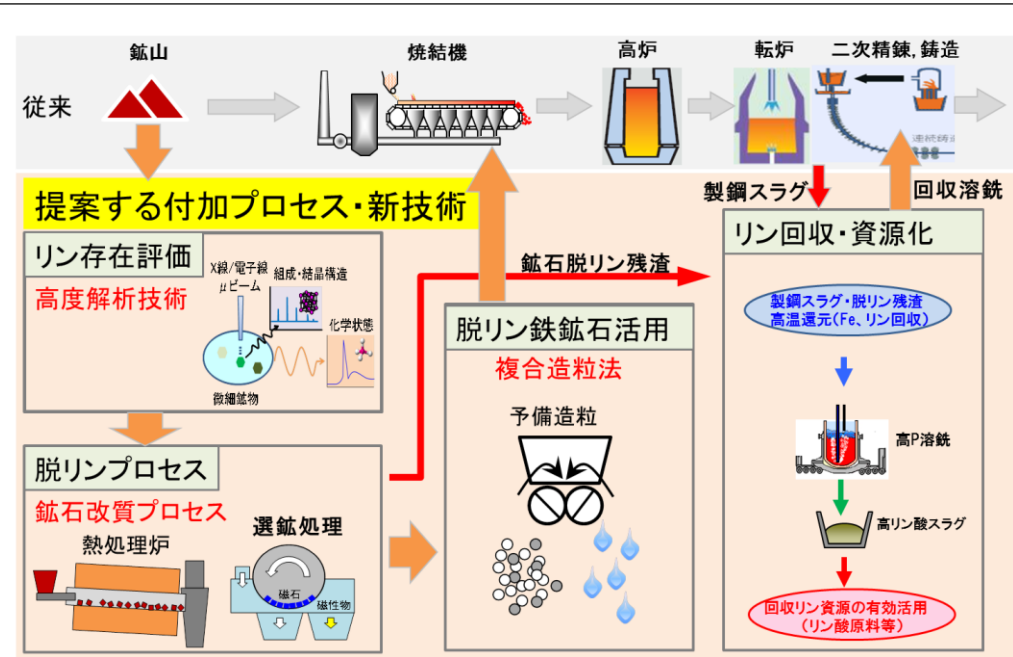 鉱山
焼結機
高炉
転炉
二次精錬,鋳造
従来
連続鋳造
製鋼スラグ
回収溶銑
提案する付加プロセス・新技術
リン存在評価
高度解析技術
X線/電子線
μビーム
組成・結晶構造
化学状態
微細鉱物
鉱石脱リン残渣
脱リンプロセス
鉱石改質プロセス
熱処理炉
選鉱処理
磁石
磁性物
脱リン鉄鉱石活用
複合造粒法
予備造粒
リン回収・資源化
製鋼スラグ・脱リン残渣
高温還元(Fe、リン回収)
高P溶銑
高リン酸スラグ
回収リン資源の有効活用
(リン酸原料等)